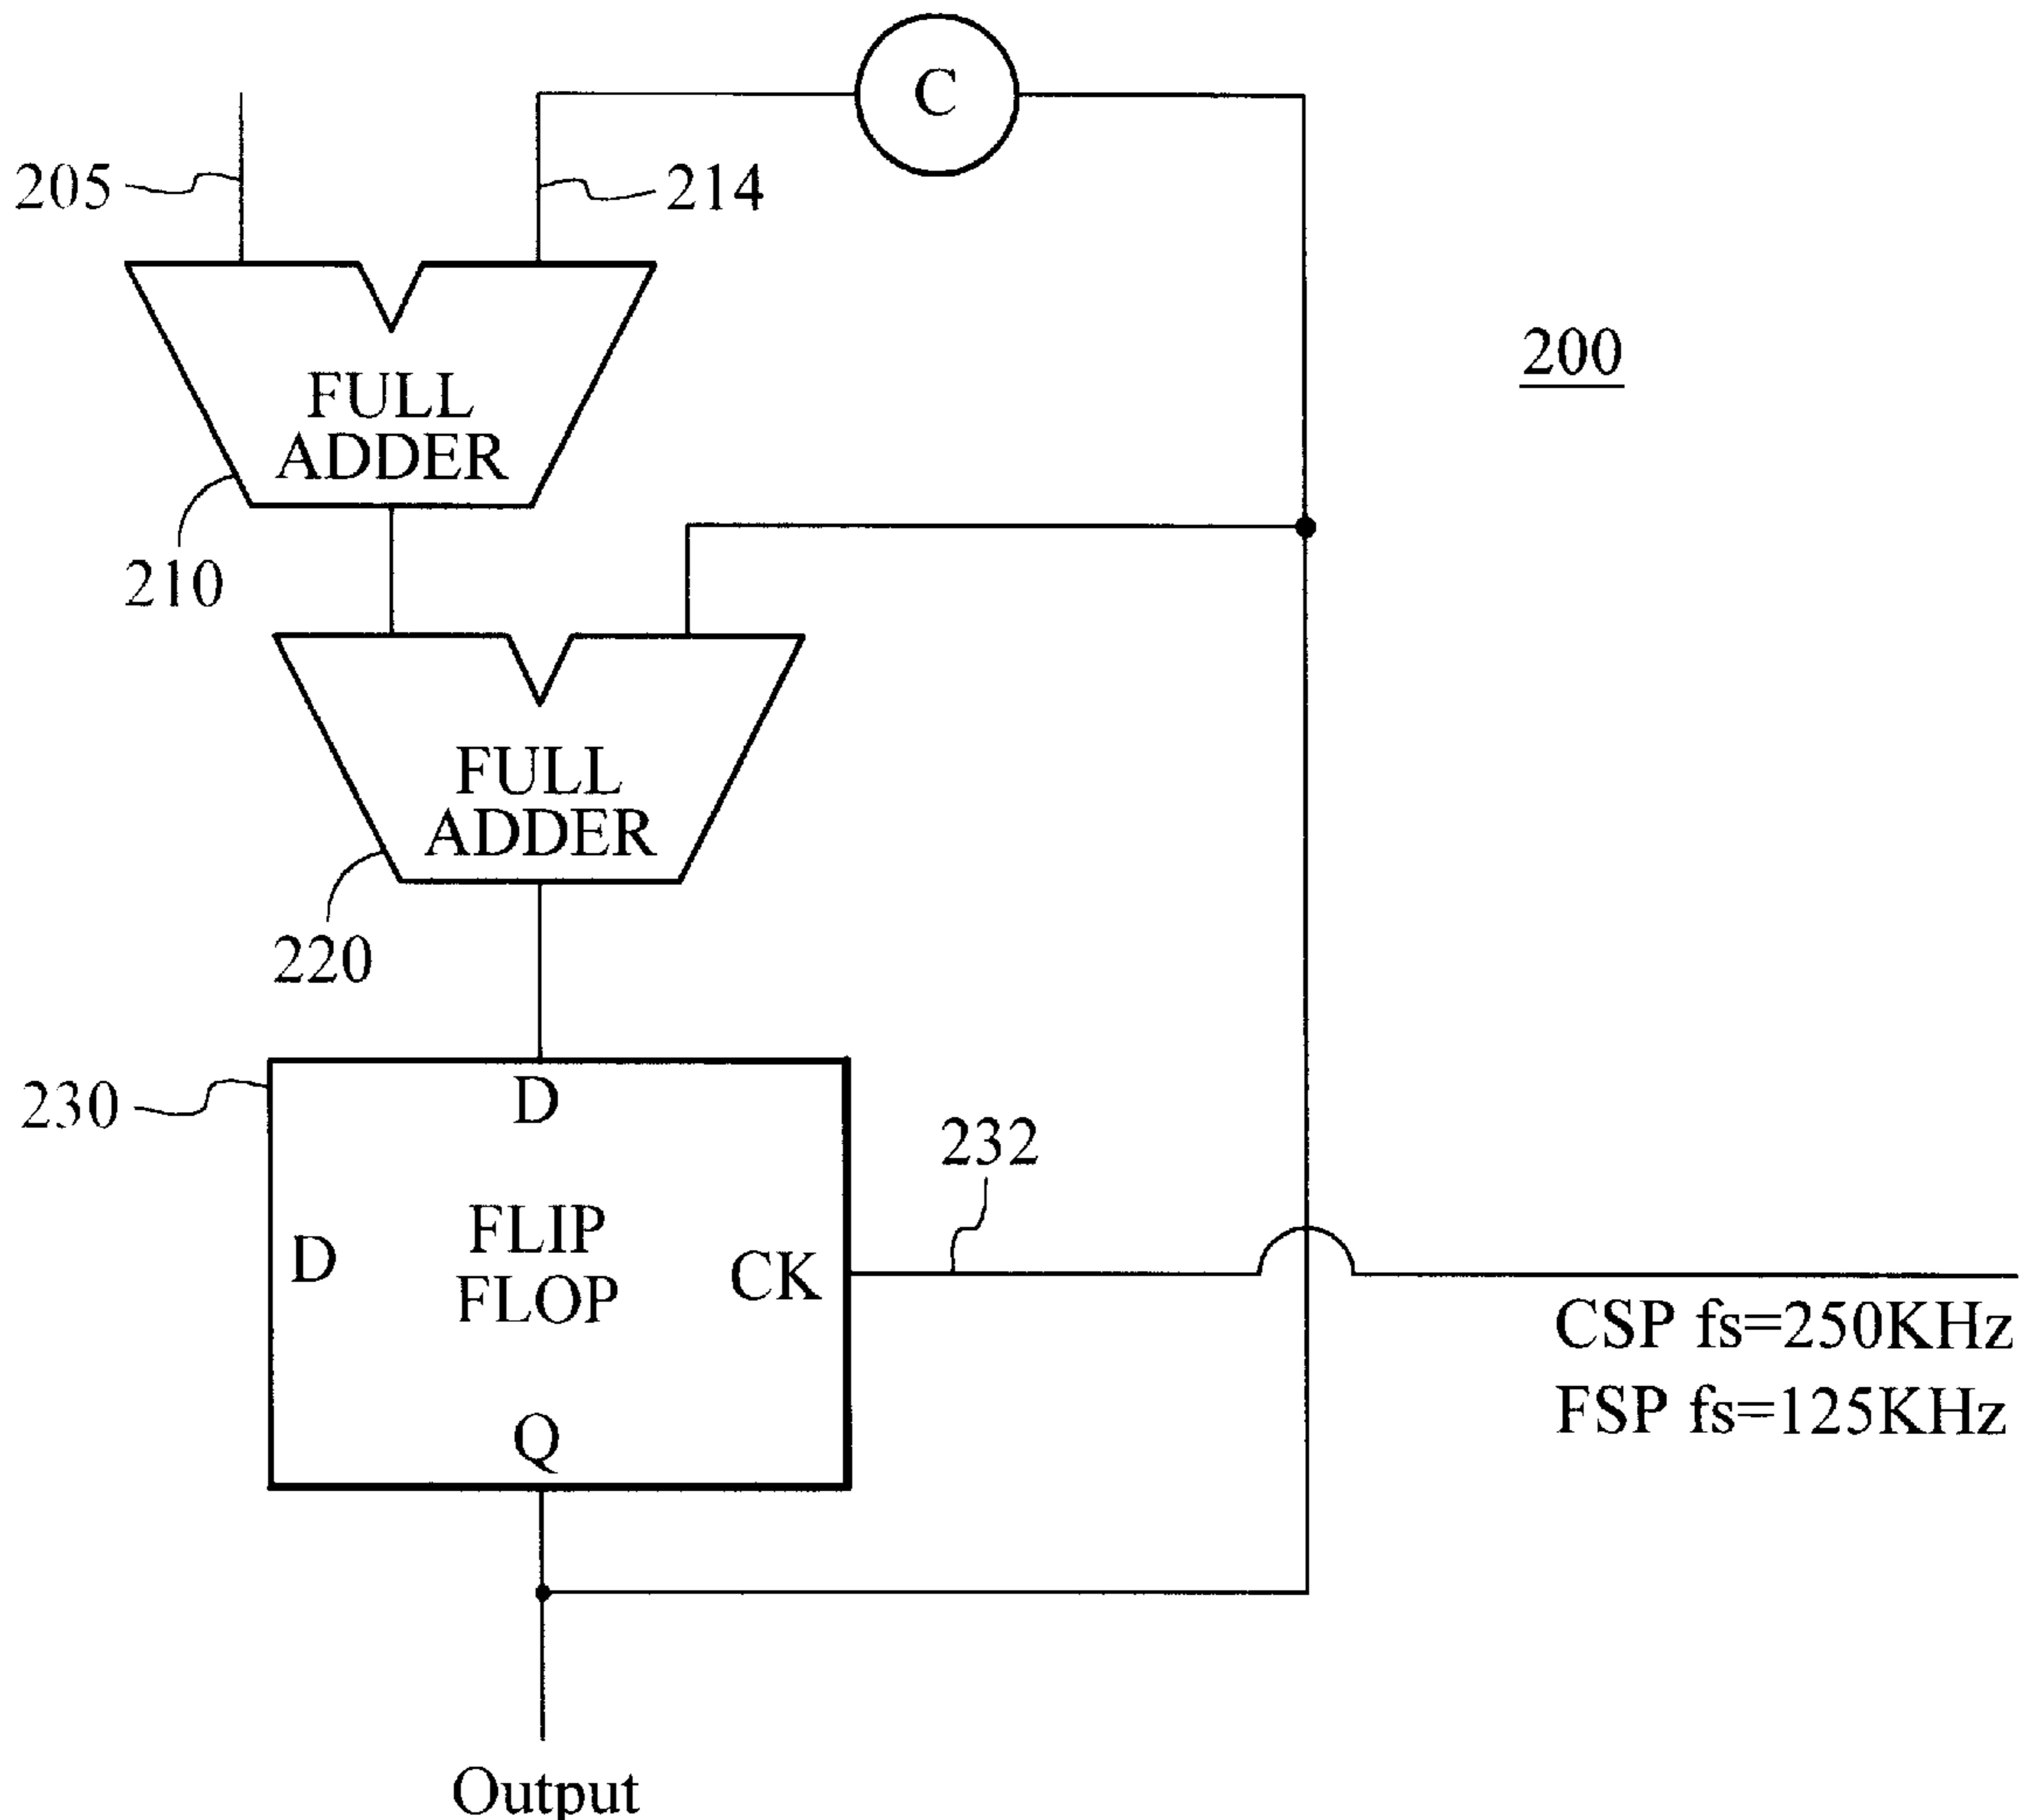 C
205
214
200
FULL
ADDER
210
FULL
ADDER
220
230
D
232
FLIP
FLOP
D
CK
CSP fs=250KHz
FSP fs=125KHz
Q
Output